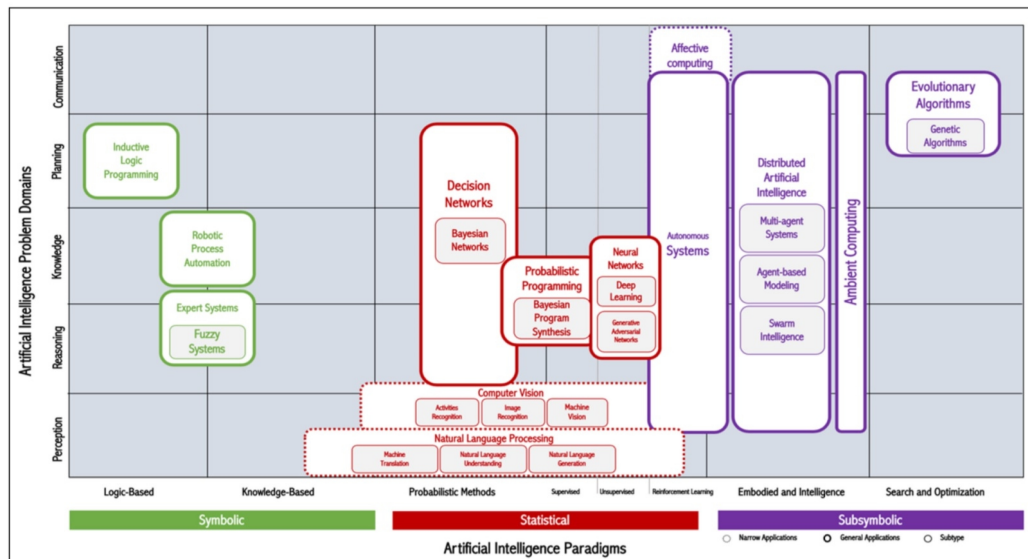 Artificial Intelligence Problem Domains
Communication
Planning
Knowledge
Reasoning
Perception
Inductive
Logic
Programming
Robotic
Process
Automation
Expert Systems
Fuzzy
Systems
Decision
Networks
Bayesian
Networks
Probabilistic
Programming
Bayesian
Program
Synthesis
Neural
Networks
Deep
Learning
Generative
Adversarial
Networks
Computer Vision
Activities
Recognition
Image
Recognition
Machine
Vision
Natural Language Processing
Machine
Translation
Natural Language
Understanding
Natural Language
Generation
Affective
computing
Autonomous
Systems
Distributed
Artificial
Intelligence
Multi-agent
Systems
Agent-based
Modeling
Swarm
Intelligence
Ambient Computing
Evolutionary
Algorithms
Genetic
Algorithms
Logic-Based
Knowledge-Based
Probabilistic Methods
Supervised
Unsupervised
Reinforcement Learning
Embodied and Intelligence
Search and Optimization
Symbolic
Statistical
Subsymbolic
Narrow Applications
General Applications
Subtype
Artificial Intelligence Paradigms